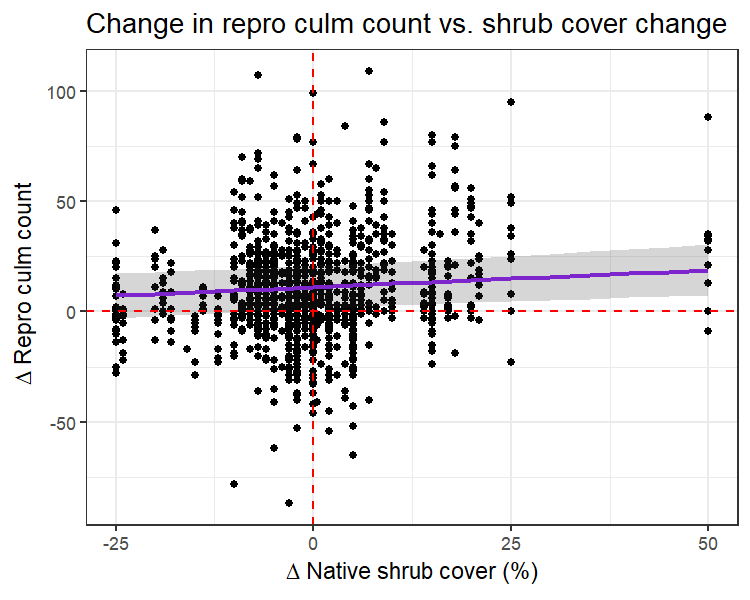 Change in repro culm count vs. shrub cover change
Δ Repro culm count
100
50
0
-50
-25
0
25
50
Δ Native shrub cover (%)